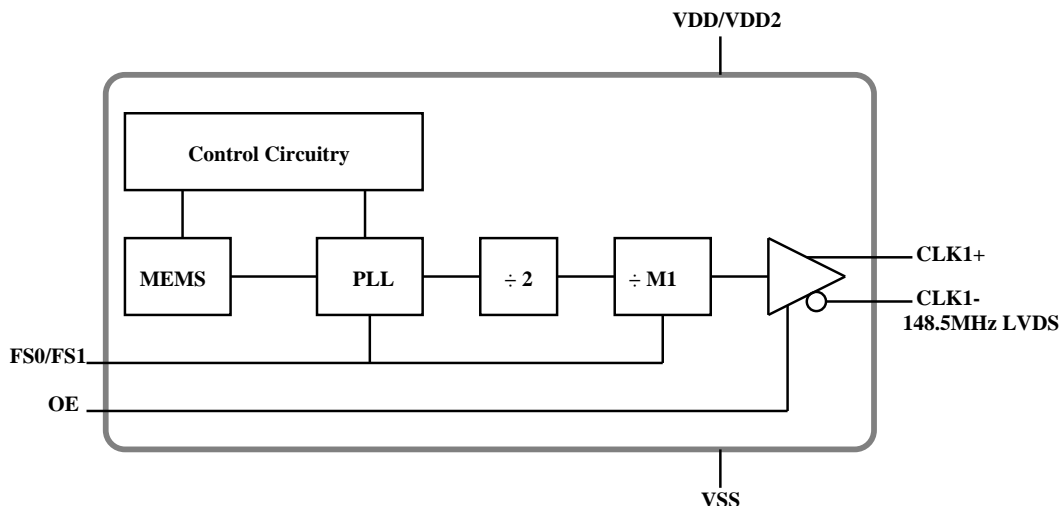 VDD/VDD2
Control Circuitry
MEMS
PLL
÷ 2
÷ M1
CLK1+
CLK1-
148.5MHz LVDS
FS0/FS1
OE
VSS